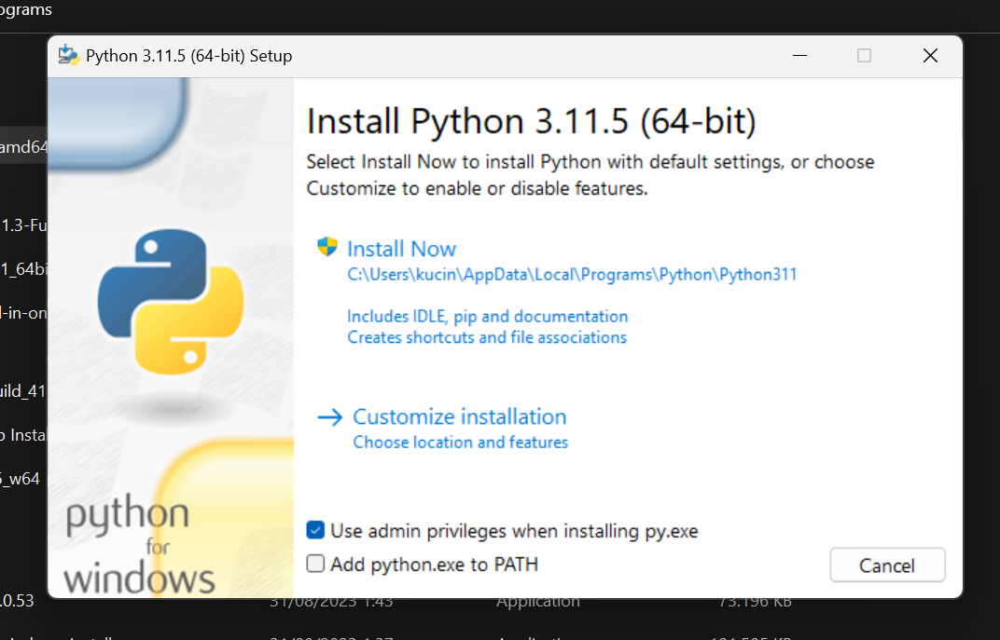 ograms
Python 3.11.5 (64-bit) Setup
Install Python 3.11.5 (64-bit)
Select Install Now to install Python with default settings, or choose
Customize to enable or disable features.
Install Now
C:\Users\kucin\AppData\Local\Programs\Python\Python311
Includes IDLE, pip and documentation
Creates shortcuts and file associations
Customize installation
Choose location and features
Use admin privileges when installing py.exe
Add python.exe to PATH
Cancel
python
for
windows
amd64
1.3-Fu
1_64bi
l-in-on
uild_41
p Instal
_w64
.0.53 31/08/2023 1:43 Application 73.196 KB